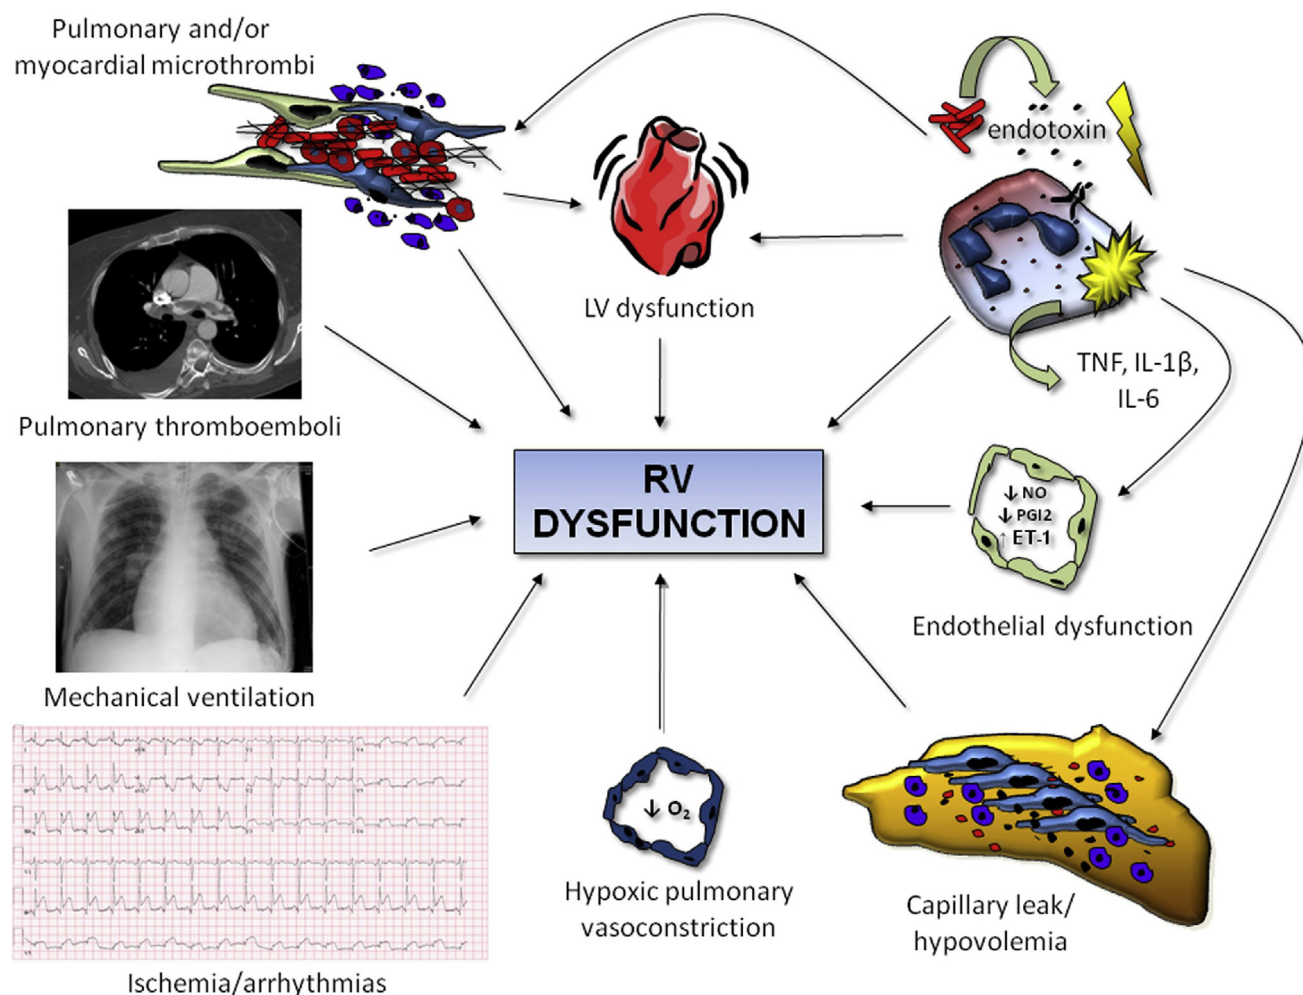 Pulmonary and/or
myocardial microthrombi
endotoxin
LV dysfunction
TNF, IL-1β,
IL-6
Pulmonary thromboemboli
RV
DYSFUNCTION
↓ NO
↓ PGI2
↑ ET-1
Endothelial dysfunction
Mechanical ventilation
↓ O₂
Hypoxic pulmonary
vasoconstriction
Capillary leak/
hypovolemia
Ischemia/arrhythmias